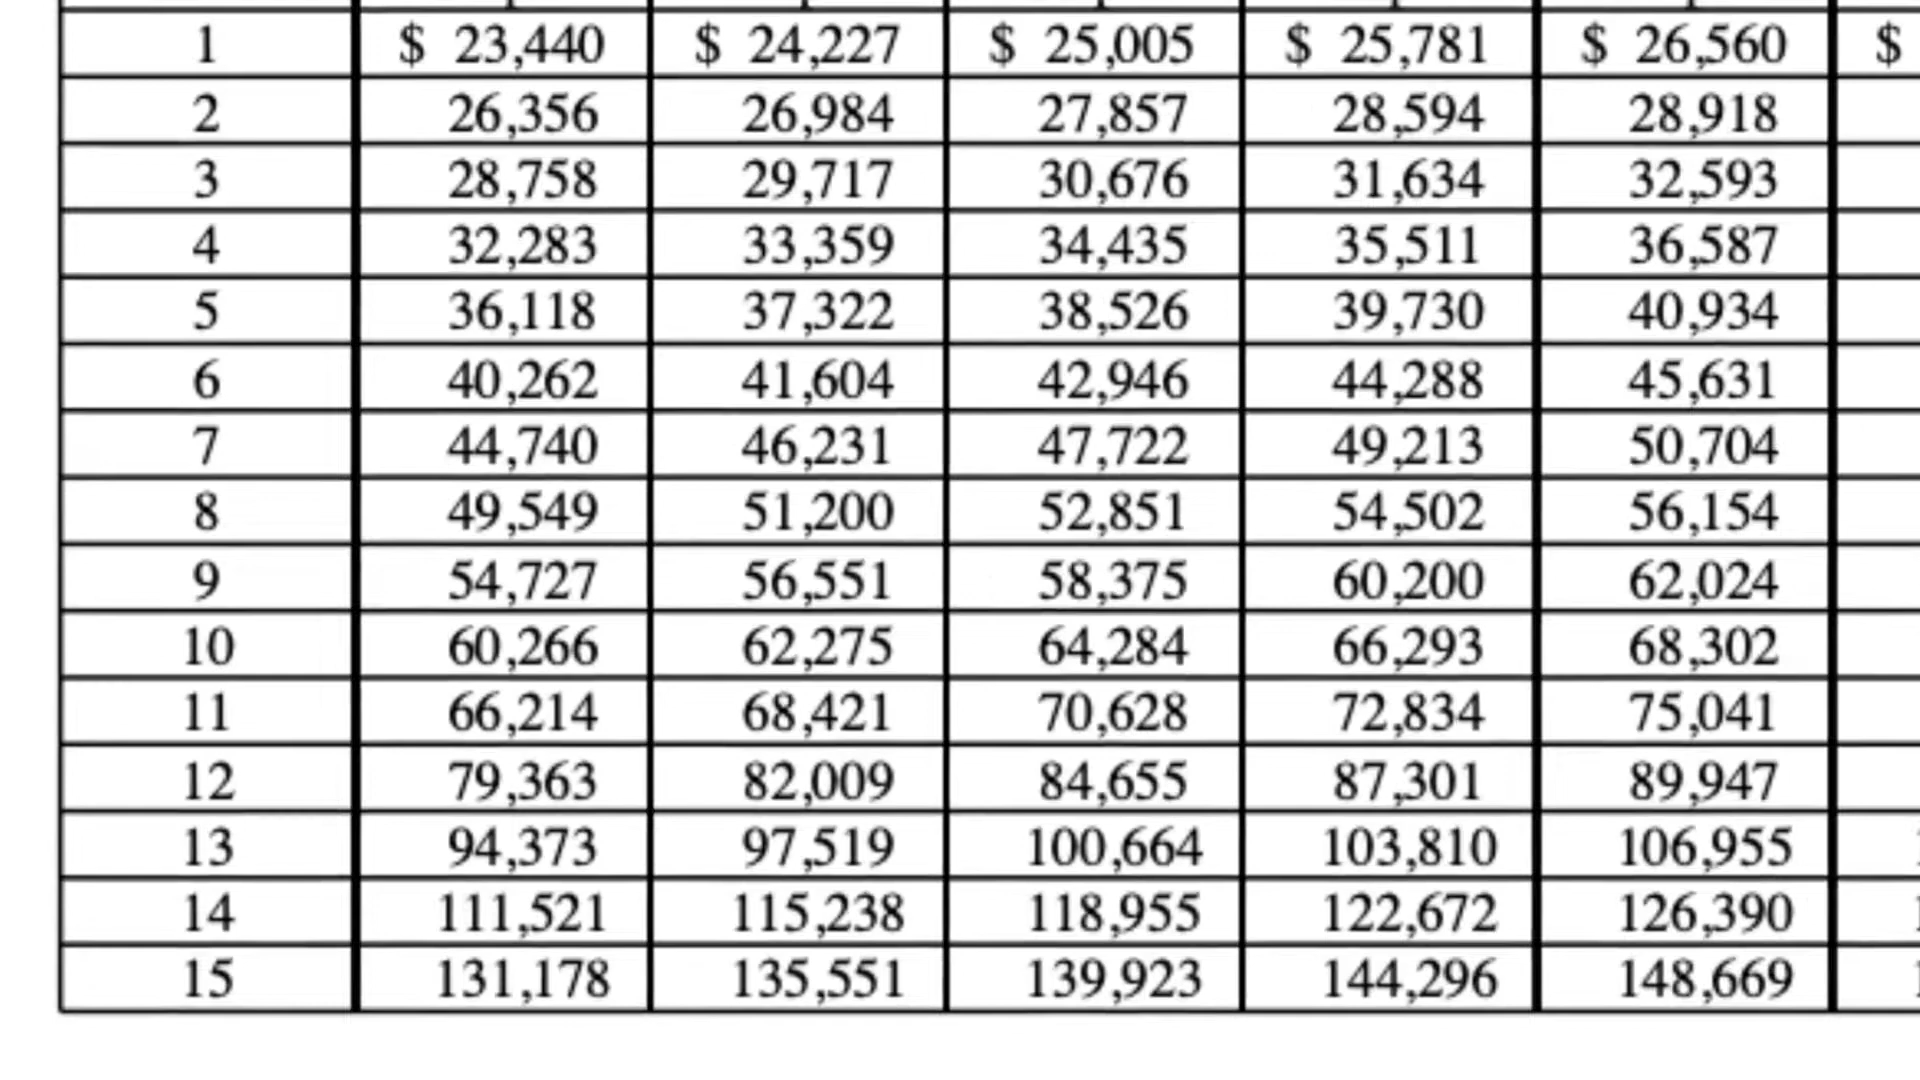 1 $ 23,440 $ 24,227 $ 25,005 $ 25,781 $ 26,560 $
2 26,356 26,984 27,857 28,594 28,918
3 28,758 29,717 30,676 31,634 32,593
4 32,283 33,359 34,435 35,511 36,587
5 36,118 37,322 38,526 39,730 40,934
6 40,262 41,604 42,946 44,288 45,631
7 44,740 46,231 47,722 49,213 50,704
8 49,549 51,200 52,851 54,502 56,154
9 54,727 56,551 58,375 60,200 62,024
10 60,266 62,275 64,284 66,293 68,302
11 66,214 68,421 70,628 72,834 75,041
12 79,363 82,009 84,655 87,301 89,947
13 94,373 97,519 100,664 103,810 106,955
14 111,521 115,238 118,955 122,672 126,390
15 131,178 135,551 139,923 144,296 148,669